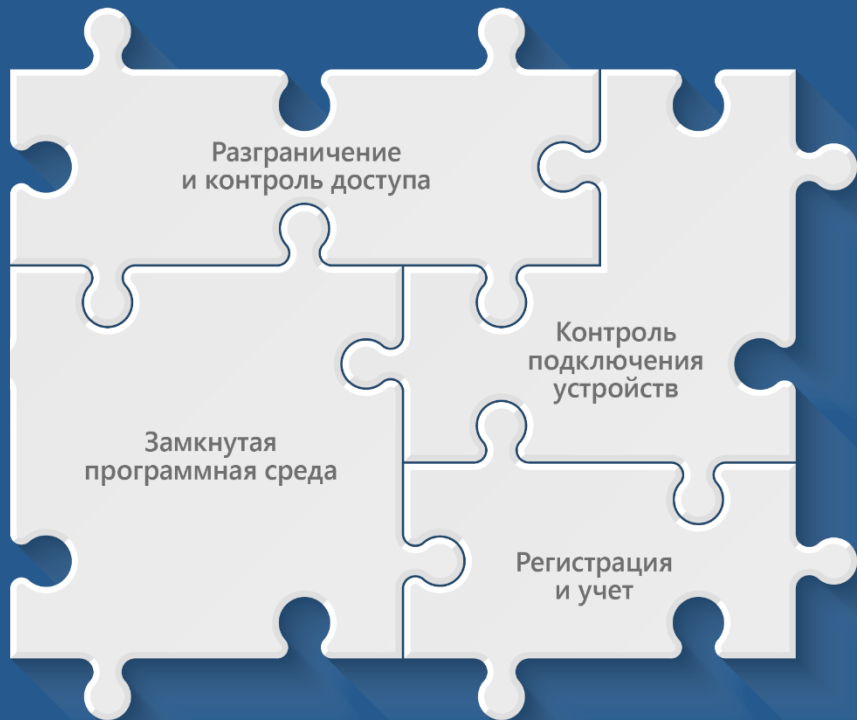 Разграничение
и контроль доступа
Контроль
подключения
устройств
Замкнутая
программная среда
Регистрация
и учет